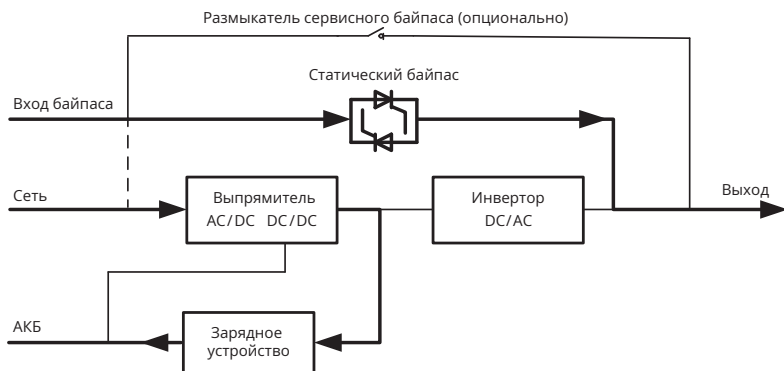 Размыкатель сервисного байпаса (опционально)
Статический байпас
Вход байпаса
Сеть
Выпрямитель
AC/DC DC/DC
Инвертор
DC/AC
Выход
АКБ
Зарядное
устройство